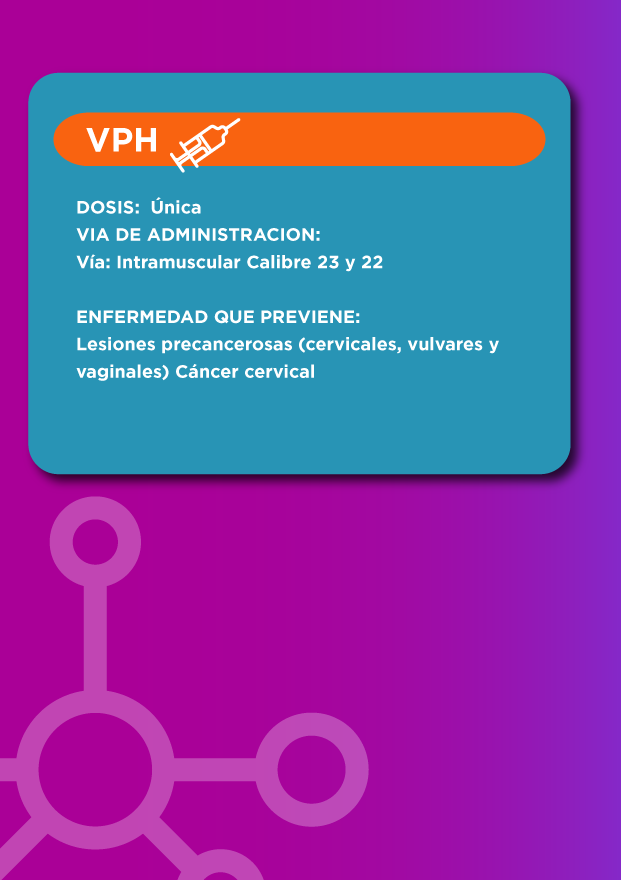 VPH
DOSIS: Única
VIA DE ADMINISTRACION:
Vía: Intramuscular Calibre 23 y 22
ENFERMEDAD QUE PREVIENE:
Lesiones precancerosas (cervicales, vulvares y
vaginales) Cáncer cervical